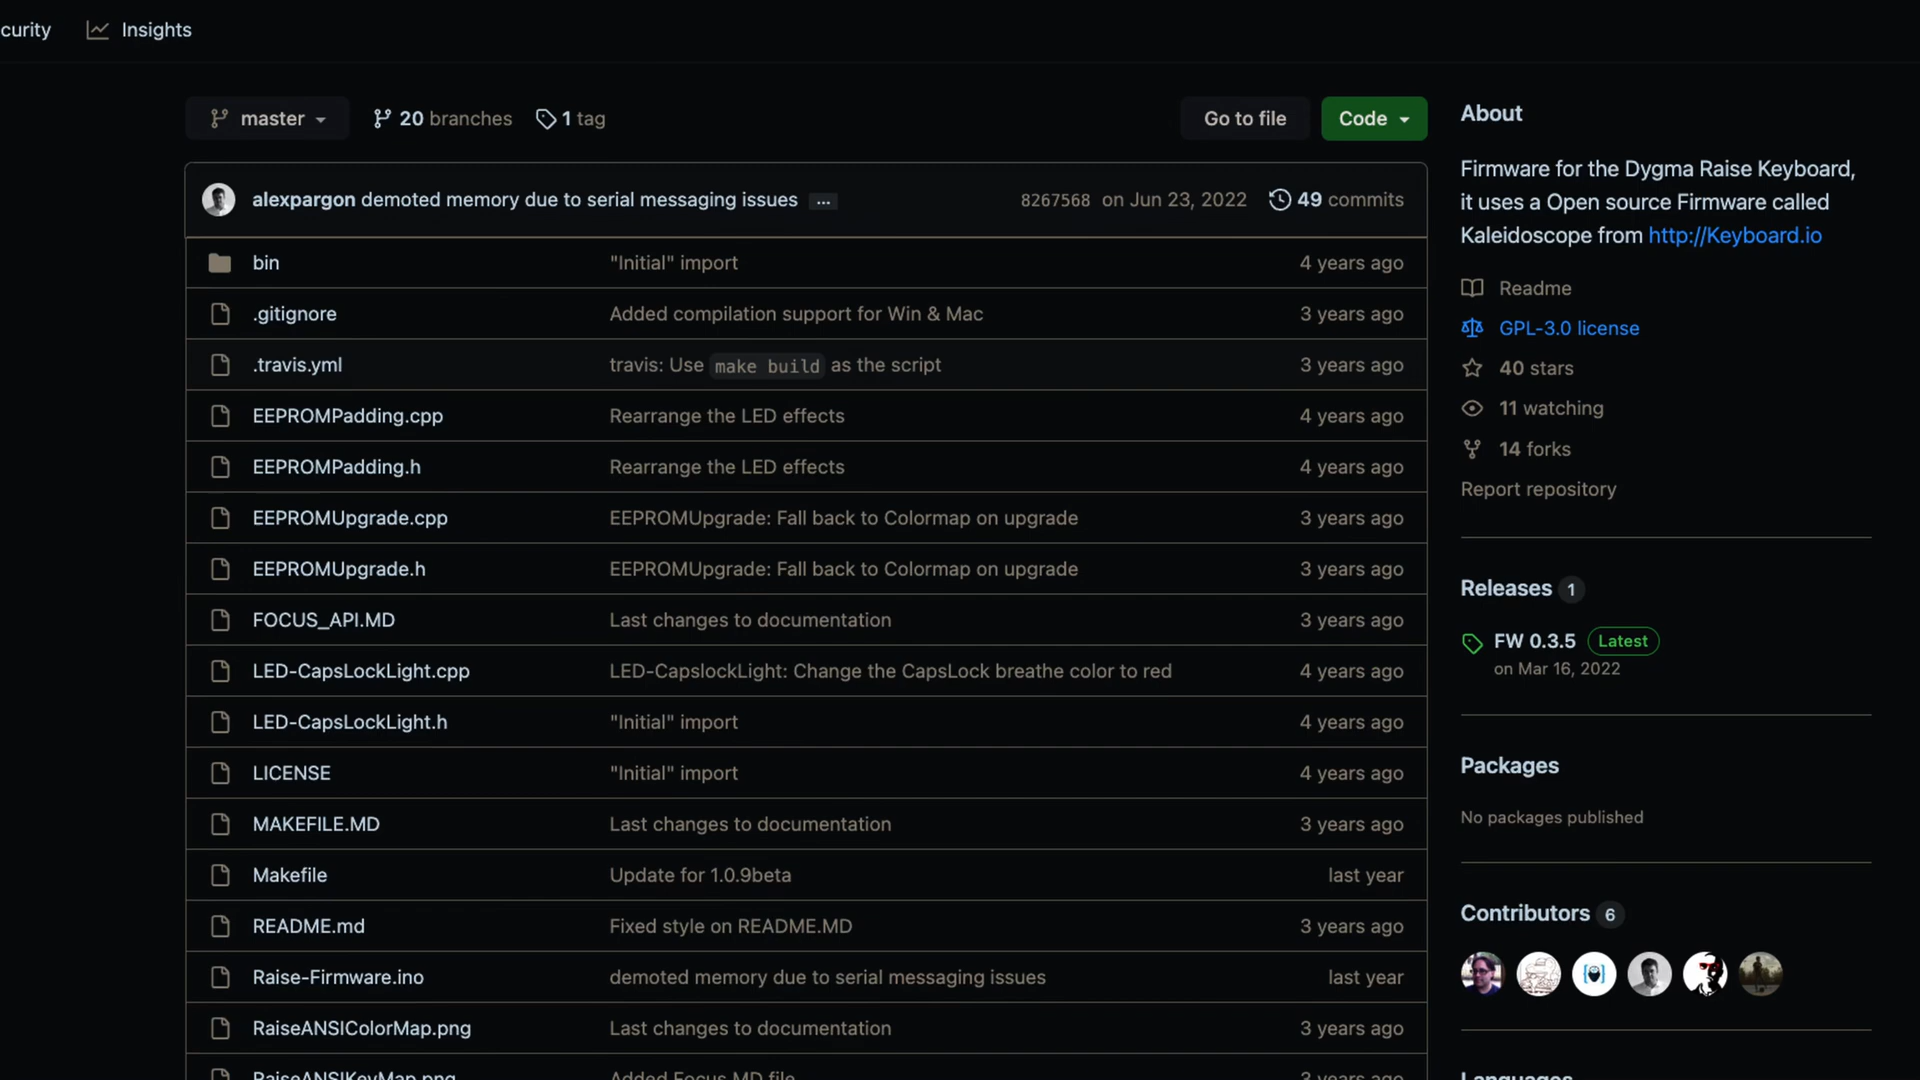 curity Insights
master 20 branches 1 tag Go to file Code
alexpargon demoted memory due to serial messaging issues ... 8267568 on Jun 23, 2022 49 commits
bin "Initial" import 4 years ago
.gitignore Added compilation support for Win & Mac 3 years ago
.travis.yml travis: Use make build as the script 3 years ago
EEPROMPadding.cpp Rearrange the LED effects 4 years ago
EEPROMPadding.h Rearrange the LED effects 4 years ago
EEPROMUpgrade.cpp EEPROMUpgrade: Fall back to Colormap on upgrade 3 years ago
EEPROMUpgrade.h EEPROMUpgrade: Fall back to Colormap on upgrade 3 years ago
FOCUS_API.MD Last changes to documentation 3 years ago
LED-CapsLockLight.cpp LED-CapslockLight: Change the CapsLock breathe color to red 4 years ago
LED-CapsLockLight.h "Initial" import 4 years ago
LICENSE "Initial" import 4 years ago
MAKEFILE.MD Last changes to documentation 3 years ago
Makefile Update for 1.0.9beta last year
README.md Fixed style on README.MD 3 years ago
Raise-Firmware.ino demoted memory due to serial messaging issues last year
RaiseANSIColorMap.png Last changes to documentation 3 years ago
RaiseANSIKeyMap.png Added Focus MD file 3 years ago
About
Firmware for the Dygma Raise Keyboard,
it uses a Open source Firmware called
Kaleidoscope from http://Keyboard.io
Readme
GPL-3.0 license
40 stars
11 watching
14 forks
Report repository
Releases 1
FW 0.3.5 Latest
on Mar 16, 2022
Packages
No packages published
Contributors 6
Languages